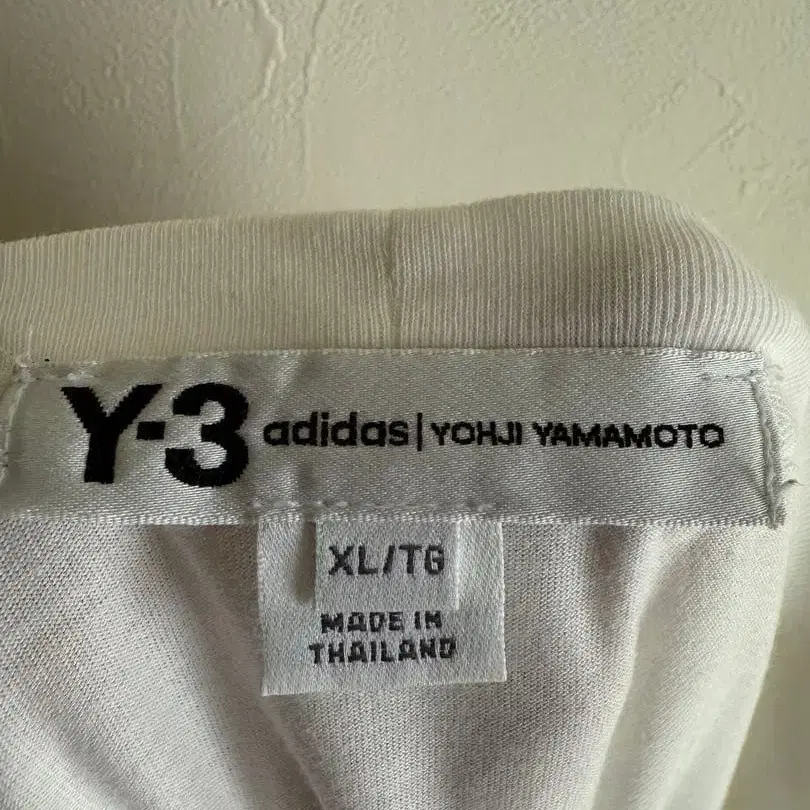 Y-3 adidas | YOHJI YAMAMOTO
XL/TG
MADE IN
THAILAND